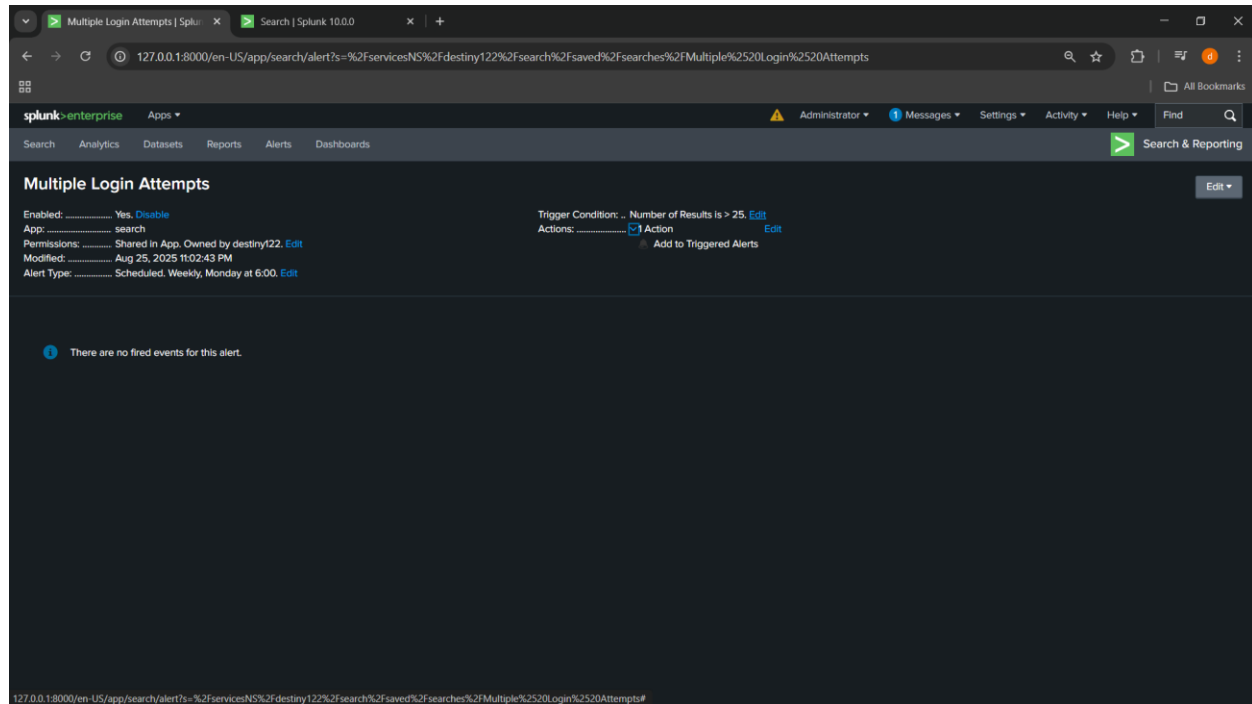 Multiple Login Attempts | Splun
Search | Splunk 10.0.0
127.0.0.1:8000/en-US/app/search/alert?s=%2FservicesNS%2Fdestiny122%2Fsearch%2Fsaved%2Fsearches%2FMultiple%2520Login%2520Attempts
d
All Bookmarks
splunk>enterprise Apps
Administrator 1 Messages Settings Activity Help Find
Search Analytics Datasets Reports Alerts Dashboards Search & Reporting
Multiple Login Attempts
Edit
Enabled: .................. Yes. Disable
App: .......................... search
Permissions: ............ Shared in App. Owned by destiny122. Edit
Modified: .................. Aug 25, 2025 11:02:43 PM
Alert Type: ............... Scheduled. Weekly, Monday at 6:00. Edit
Trigger Condition: .. Number of Results is > 25. Edit
Actions: .................... 1 Action Edit
Add to Triggered Alerts
There are no fired events for this alert.
127.0.0.1:8000/en-US/app/search/alert?s=%2FservicesNS%2Fdestiny122%2Fsearch%2Fsaved%2Fsearches%2FMultiple%2520Login%2520Attempts#